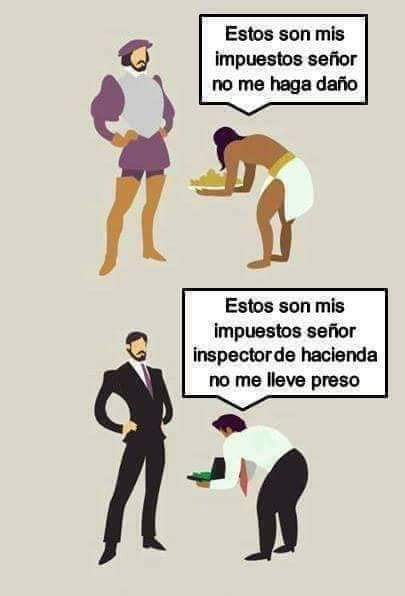 Estos son mis
impuestos señor
no me haga daño
Estos son mis
impuestos señor
inspector de hacienda
no me lleve preso